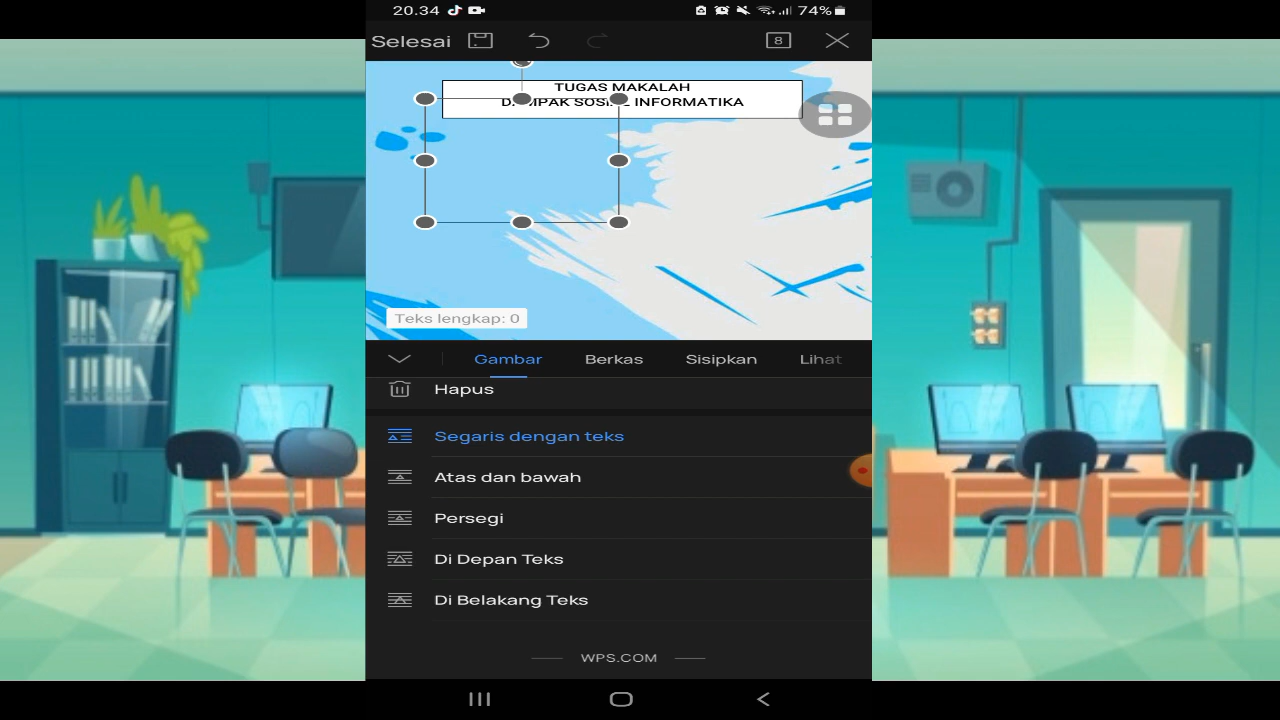 20.34
74%
Selesai
8
TUGAS MAKALAH
DAMPAK SOSIAL INFORMATIKA
Teks lengkap: 0
Gambar
Berkas
Sisipkan
Lihat
Hapus
Segaris dengan teks
Atas dan bawah
Persegi
Di Depan Teks
Di Belakang Teks
WPS.COM